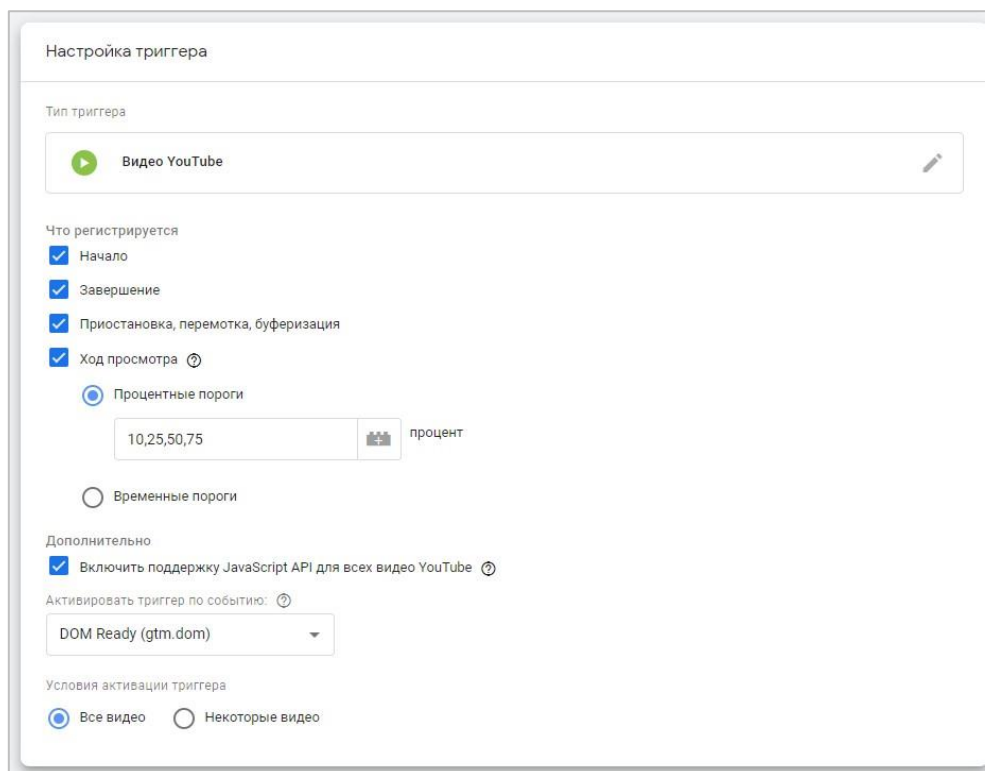 Настройка триггера
Тип триггера
Видео YouTube
Что регистрируется
Начало
Завершение
Приостановка, перемотка, буферизация
Ход просмотра
Процентные пороги
10,25,50,75 процент
Временные пороги
Дополнительно
Включить поддержку JavaScript API для всех видео YouTube
Активировать триггер по событию:
DOM Ready (gtm.dom)
Условия активации триггера
Все видео Некоторые видео